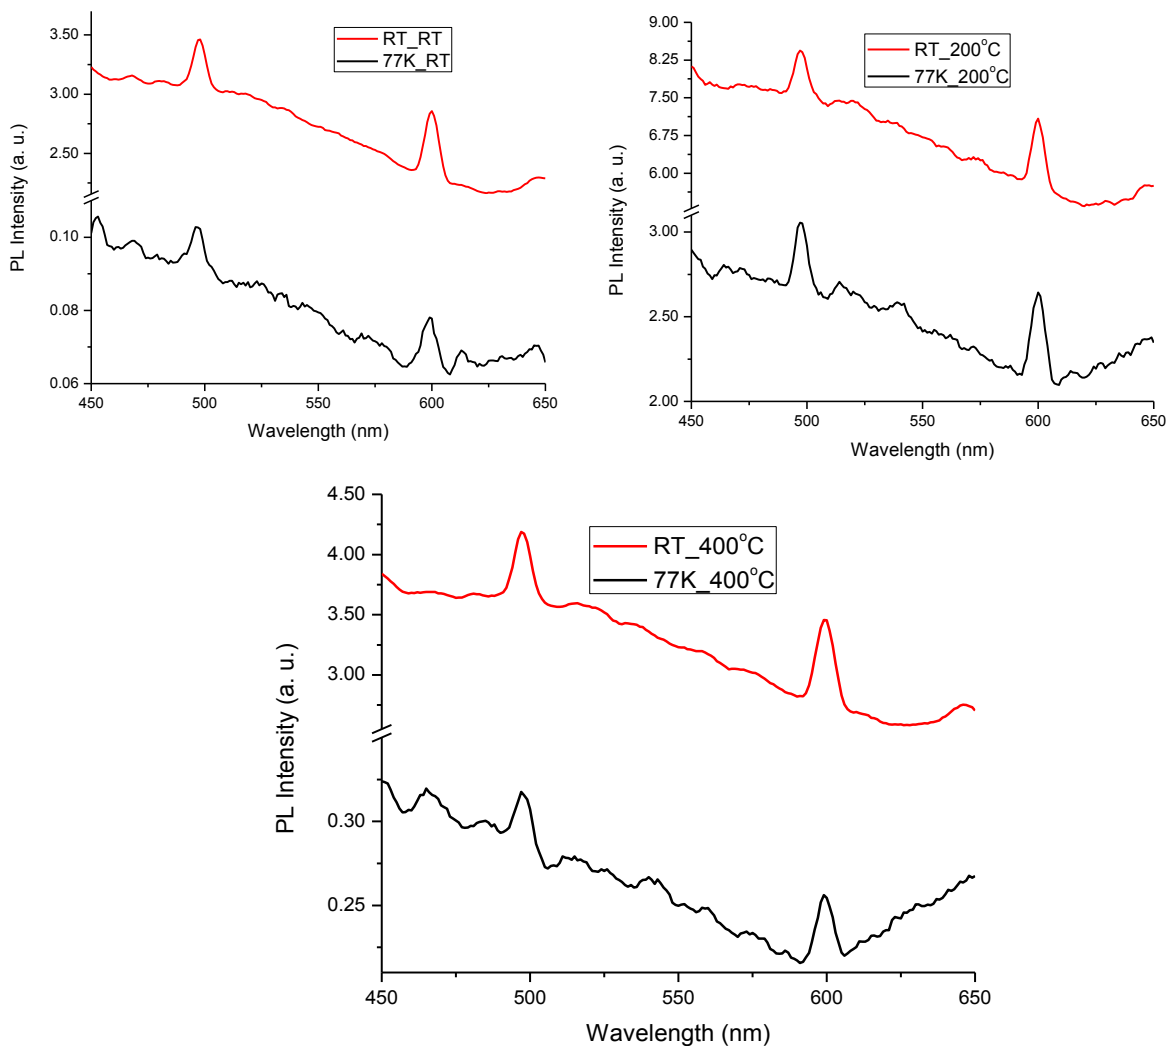 3.50
3.00
2.50
0.10
0.08
0.06
PL Intensity (a. u.)
RT_RT
77K_RT
450
500
550
600
650
Wavelength (nm)
9.00
8.25
7.50
6.75
6.00
3.00
2.50
2.00
PL Intensity (a. u.)
RT_200°C
77K_200°C
450
500
550
600
650
Wavelength (nm)
4.50
4.00
3.50
3.00
0.30
0.25
PL Intensity (a. u.)
RT_400°C
77K_400°C
450
500
550
600
650
Wavelength (nm)